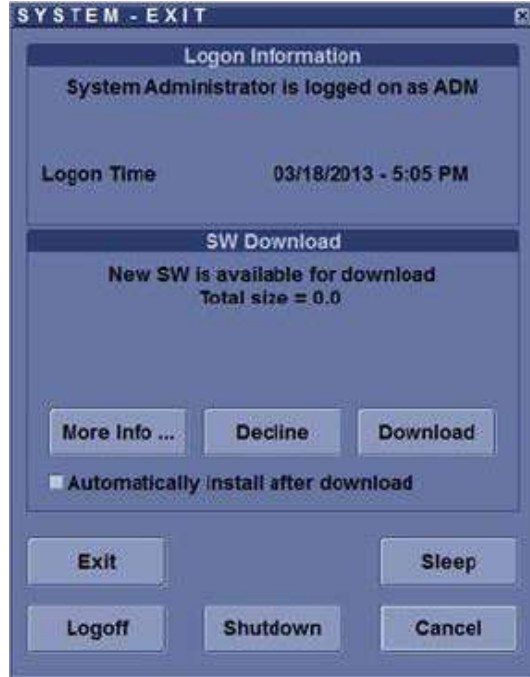 SYSTEM - EXIT
Logon Information
System Administrator is logged on as ADM
Logon Time 03/18/2013 - 5:05 PM
SW Download
New SW is available for download
Total size = 0.0
More Info ... Decline Download
Automatically install after download
Exit Sleep
Logoff Shutdown Cancel